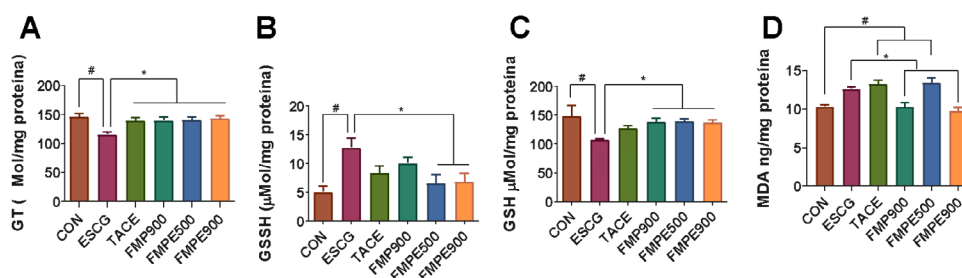 A
GT ( Mol/mg proteína)
200
150
100
50
0
#
*
CON
ESCG
TACE
FMP900
FMPE500
FMPE900
B
GSSH (µMol/mg proteína)
20
15
10
5
0
#
*
CON
ESCG
TACE
FMP900
FMPE500
FMPE900
C
GSH µMol/mg proteína)
200
150
100
50
0
#
*
CON
ESCG
TACE
FMP900
FMPE500
FMPE900
D
MDA ng/mg proteína)
15
10
5
0
#
*
CON
ESCG
TACE
FMP900
FMPE500
FMPE900